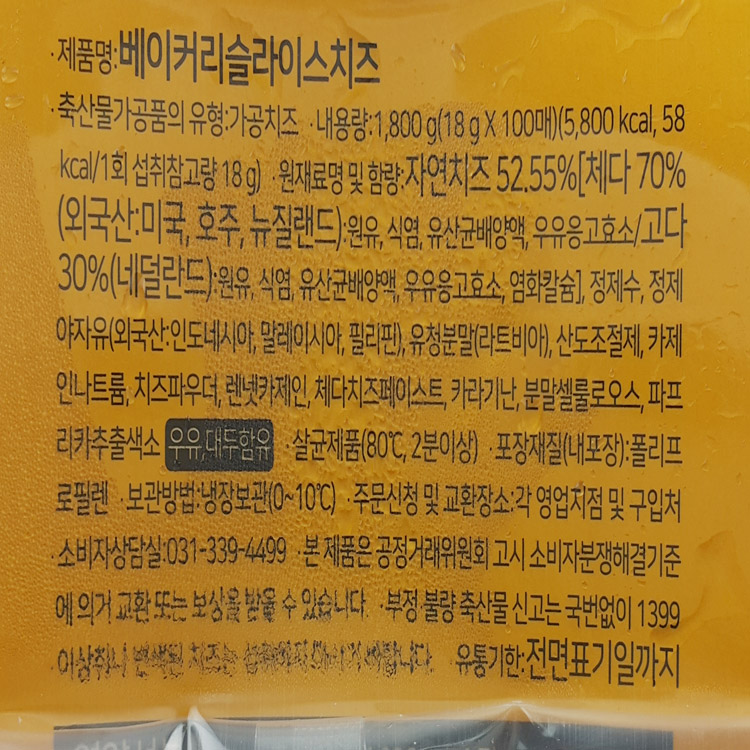 ·제품명:베이커리슬라이스치즈
·축산물가공품의 유형:가공치즈 ·내용량:1,800 g(18 g X 100매)(5,800 kcal, 58
kcal/1회 섭취참고량 18 g) ·원재료명 및 함량:자연치즈 52.55%[체다 70%
(외국산:미국, 호주, 뉴질랜드):원유, 식염, 유산균배양액, 우유응고효소/고다
30%(네덜란드):원유, 식염, 유산균배양액, 우유응고효소, 염화칼슘], 정제수, 정제
야자유(외국산:인도네시아, 말레이시아, 필리핀), 유청분말(라트비아), 산도조절제, 카제
인나트륨, 치즈파우더, 렌넷카제인, 체다치즈페이스트, 카라기난, 분말셀룰로오스, 파프
리카추출색소 우유,대두함유 ·살균제품(80℃, 2분이상) ·포장재질(내포장):폴리프
로필렌 ·보관방법:냉장보관(0~10℃) ·주문신청 및 교환장소:각 영업지점 및 구입처
·소비자상담실:031-339-4499 ·본 제품은 공정거래위원회 고시 소비자분쟁해결기준
에 의거 교환 또는 보상을 받을 수 있습니다. ·부정·불량 축산물 신고는 국번없이 1399
·이상취나 변색된 치즈는 바랍니다. ·유통기한:전면표기일까지